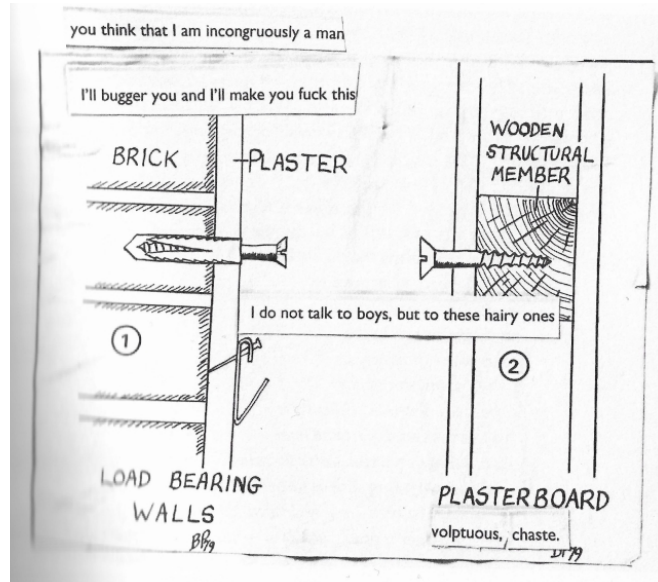 you think that I am incongruously a man
I'll bugger you and I'll make you fuck this
BRICK
PLASTER
WOODEN
STRUCTURAL
MEMBER
I do not talk to boys, but to these hairy ones
1
2
LOAD BEARING
WALLS
BP79
PLASTERBOARD
volptuous, chaste.
BP79